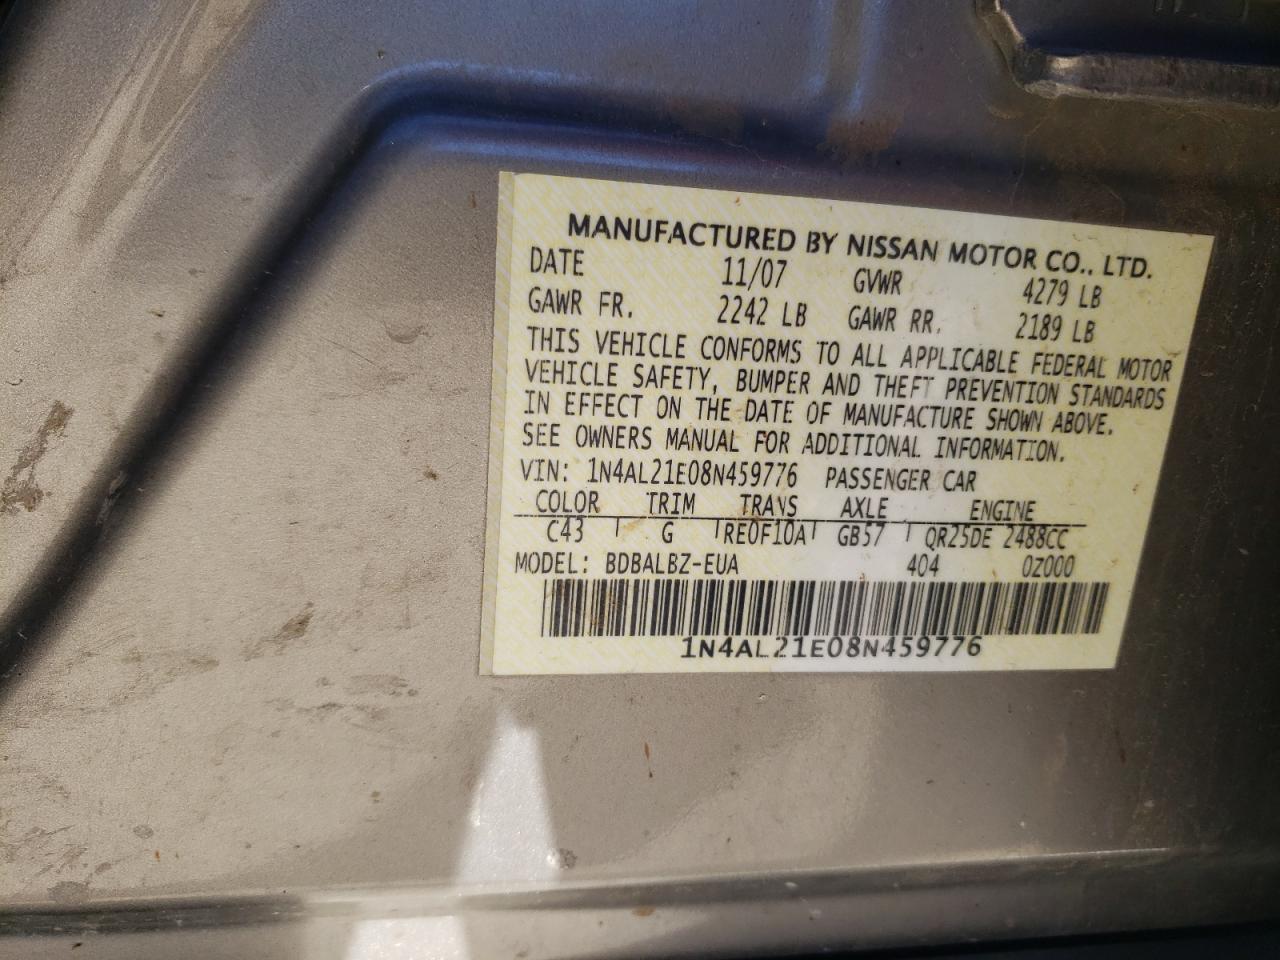 MANUFACTURED BY NISSAN MOTOR CO., LTD.
DATE 11/07 GVWR 4279 LB
GAWR FR. 2242 LB GAWR RR. 2189 LB
THIS VEHICLE CONFORMS TO ALL APPLICABLE FEDERAL MOTOR
VEHICLE SAFETY, BUMPER AND THEFT PREVENTION STANDARDS
IN EFFECT ON THE DATE OF MANUFACTURE SHOWN ABOVE.
SEE OWNERS MANUAL FOR ADDITIONAL INFORMATION.
VIN: 1N4AL21E08N459776 PASSENGER CAR
COLOR TRIM TRANS AXLE ENGINE
C43 G RE0F10A GB57 QR25DE 2488CC
MODEL: BDBALBZ-EUA 404 0Z000
1N4AL21E08N459776